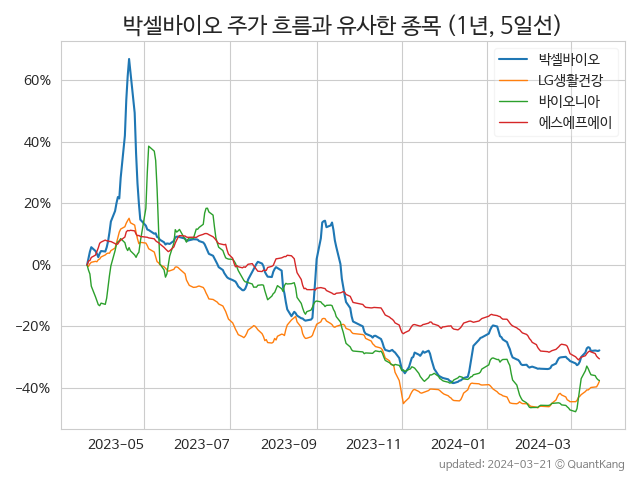 박셀바이오 주가 흐름과 유사한 종목 (1년, 5일선)
박셀바이오
LG생활건강
바이오니아
에스에프에이
60%
40%
20%
0%
−20%
−40%
2023-05 2023-07 2023-09 2023-11 2024-01 2024-03
updated: 2024-03-21 © QuantKang